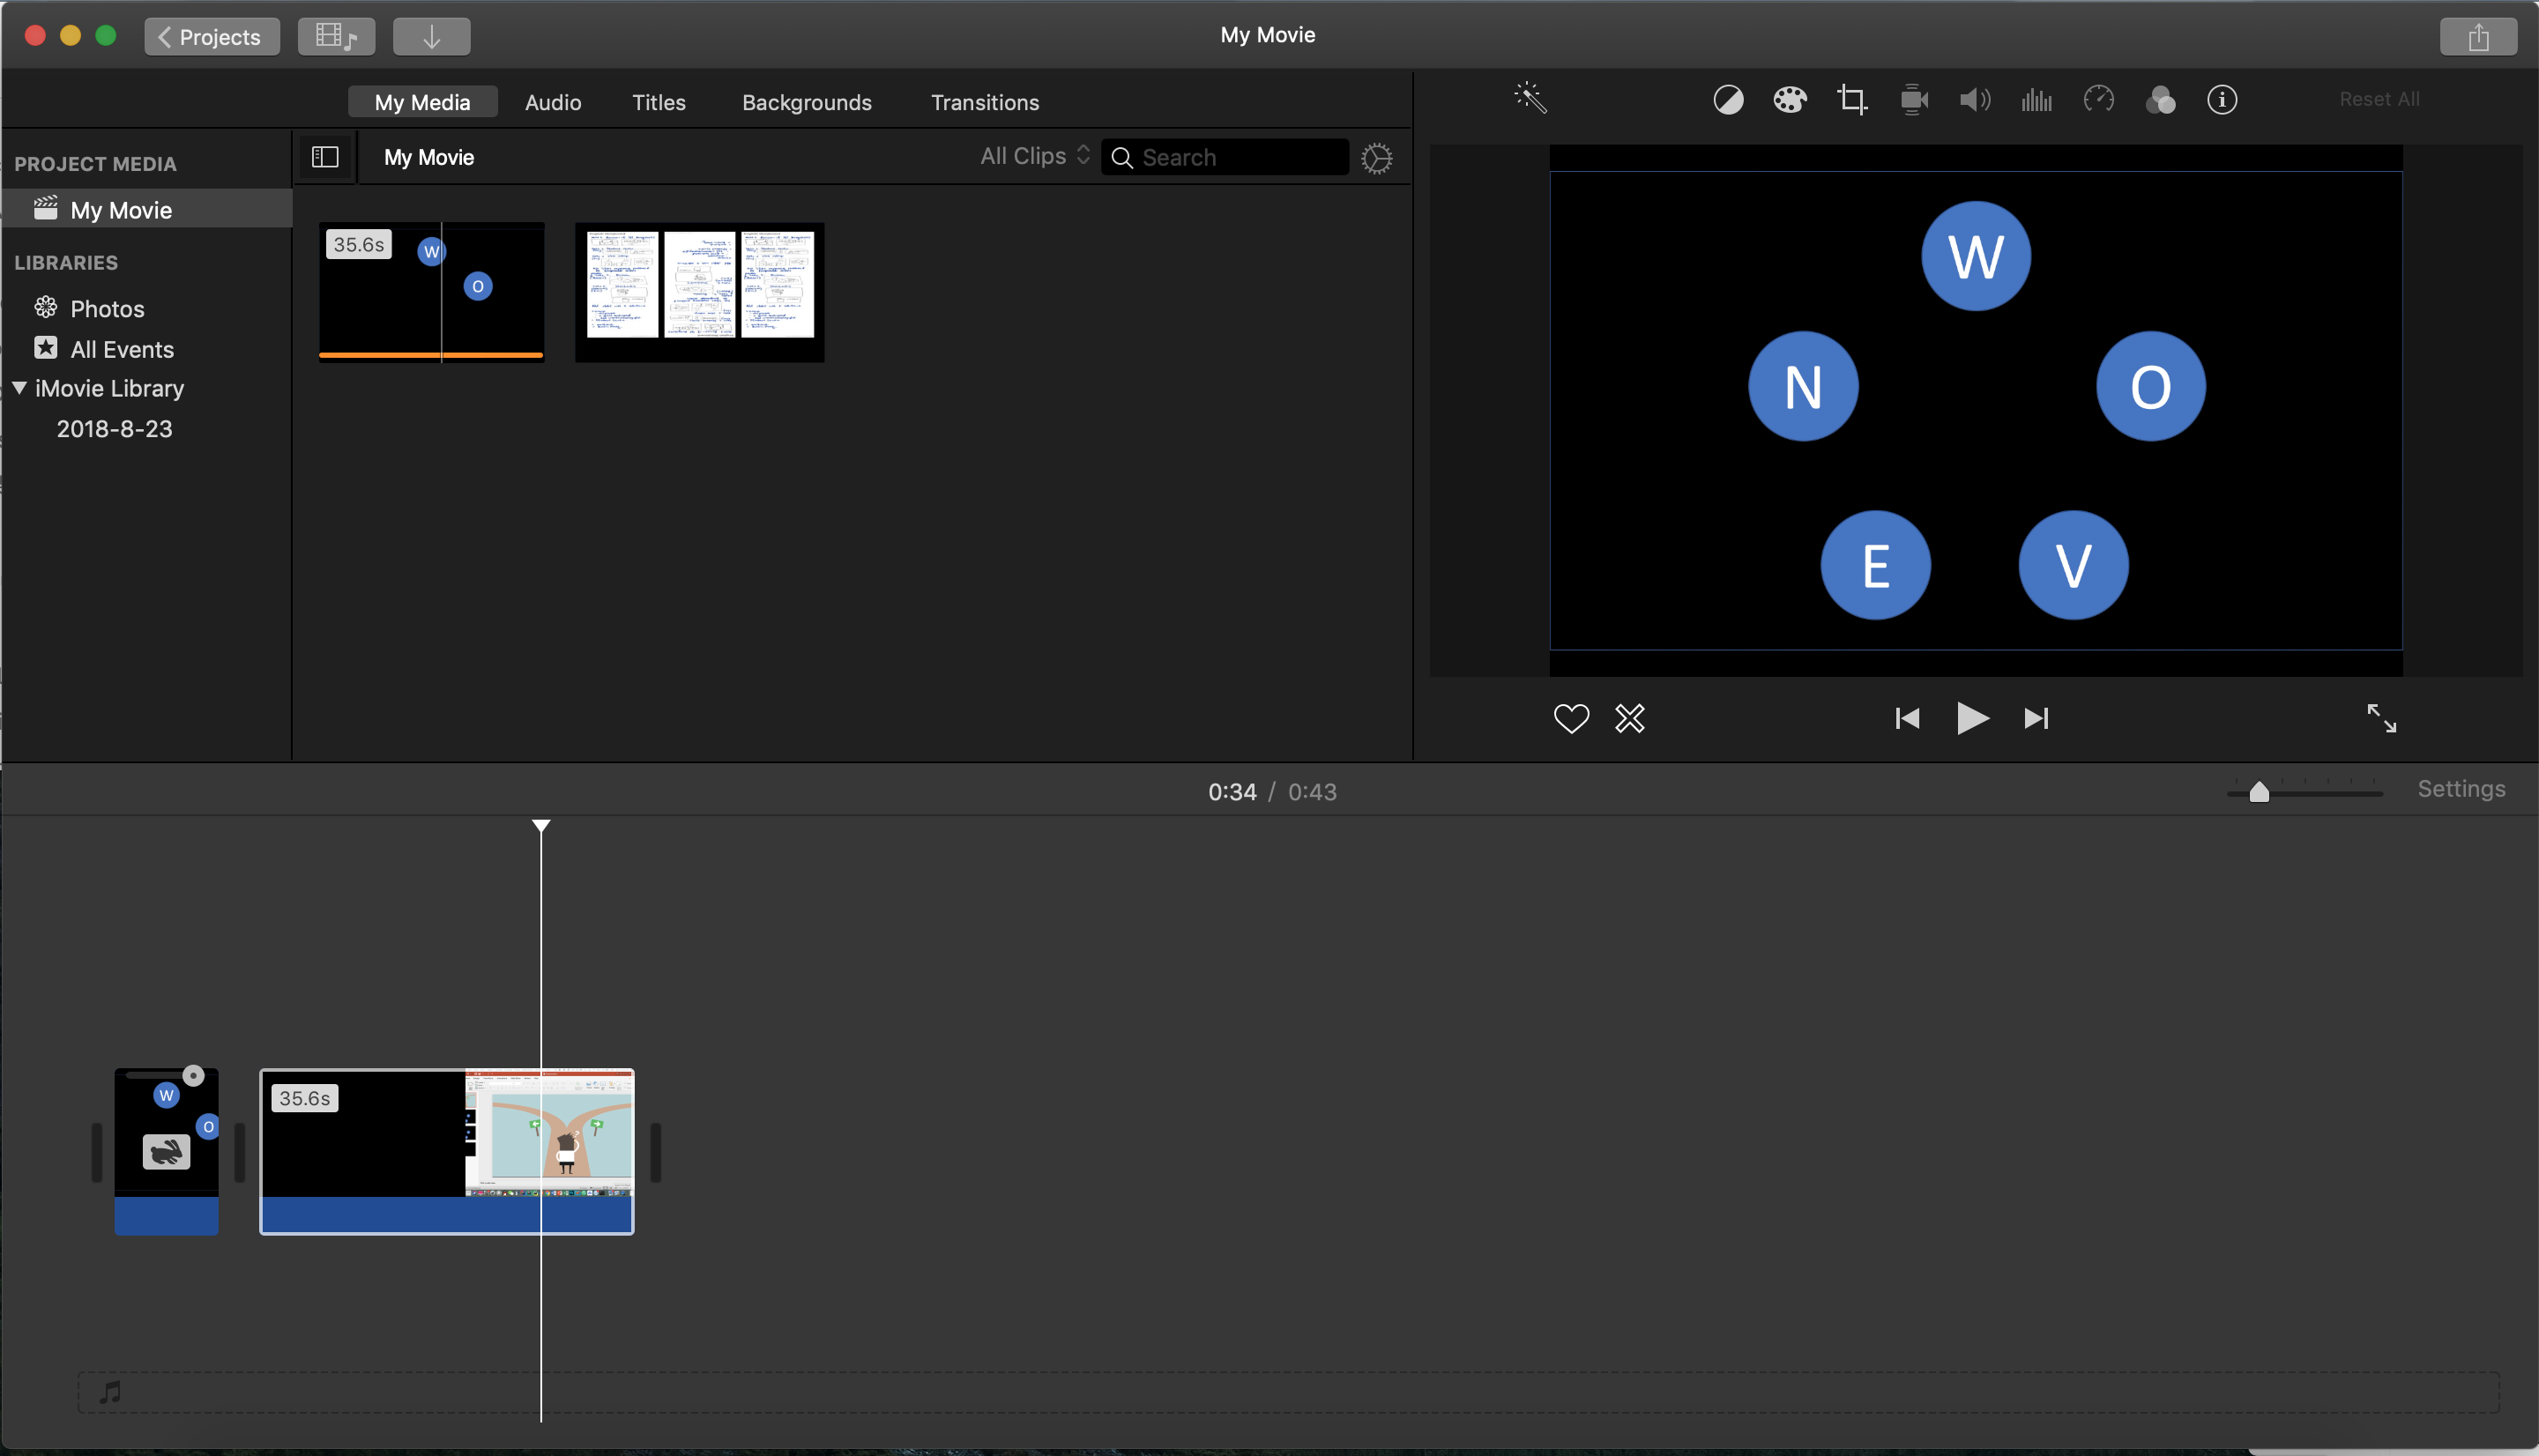 Projects
My Movie
My Media Audio Titles Backgrounds Transitions
Reset All
PROJECT MEDIA
My Movie
LIBRARIES
Photos
All Events
iMovie Library
2018-8-23
My Movie
All Clips
Search
35.6s
W
O
W
N
O
E
V
0:34 / 0:43
Settings
W
O
35.6s